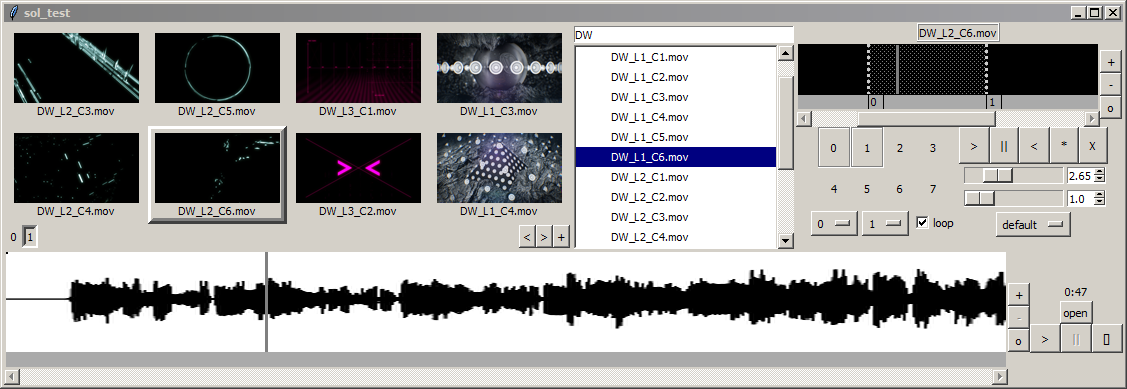 sol_test
DW_L2_C3.mov
DW_L2_C5.mov
DW_L3_C1.mov
DW_L1_C3.mov
DW_L2_C4.mov
DW_L2_C6.mov
DW_L3_C2.mov
DW_L1_C4.mov
0 1
< > +
DW
DW_L1_C1.mov
DW_L1_C2.mov
DW_L1_C3.mov
DW_L1_C4.mov
DW_L1_C5.mov
DW_L1_C6.mov
DW_L2_C1.mov
DW_L2_C2.mov
DW_L2_C3.mov
DW_L2_C4.mov
DW_L2_C6.mov
0 1
+
-
o
0 1 2 3
4 5 6 7
> || < * X
2.65
1.0
0 1 loop
default
+
-
o
0:47
open
> || ▯